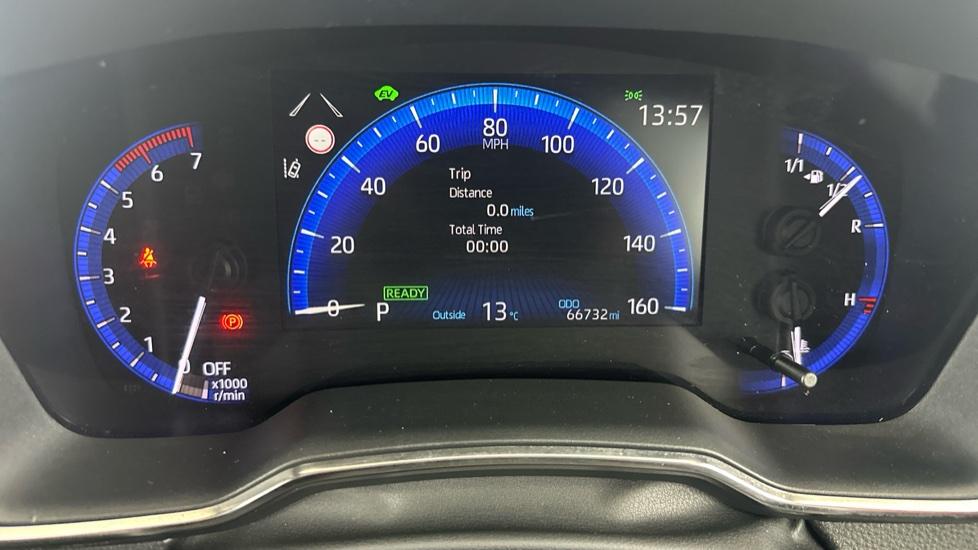 7
6
5
4
3
2
1
0
OFF
x1000
r/min
P
EV
--
0
20
40
60
80
MPH
100
120
140
160
13:57
Trip
Distance
0.0 miles
Total Time
00:00
READY
P
Outside 13°C
ODO
66732 mi
1/1
1/2
R
H